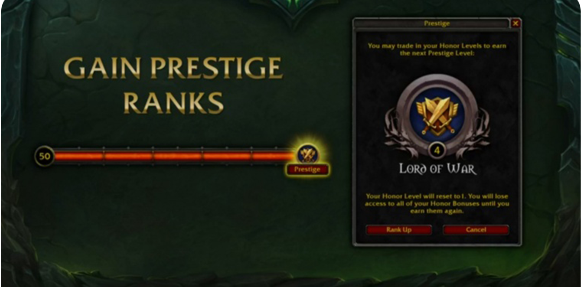 GAIN PRESTIGE
RANKS
50
Prestige
Prestige
You may trade in your Honor Levels to earn
the next Prestige Level:
4
Lord of War
Your Honor Level will reset to 1. You will lose
access to all of your Honor Bonuses until you
earn them again.
Rank Up
Cancel